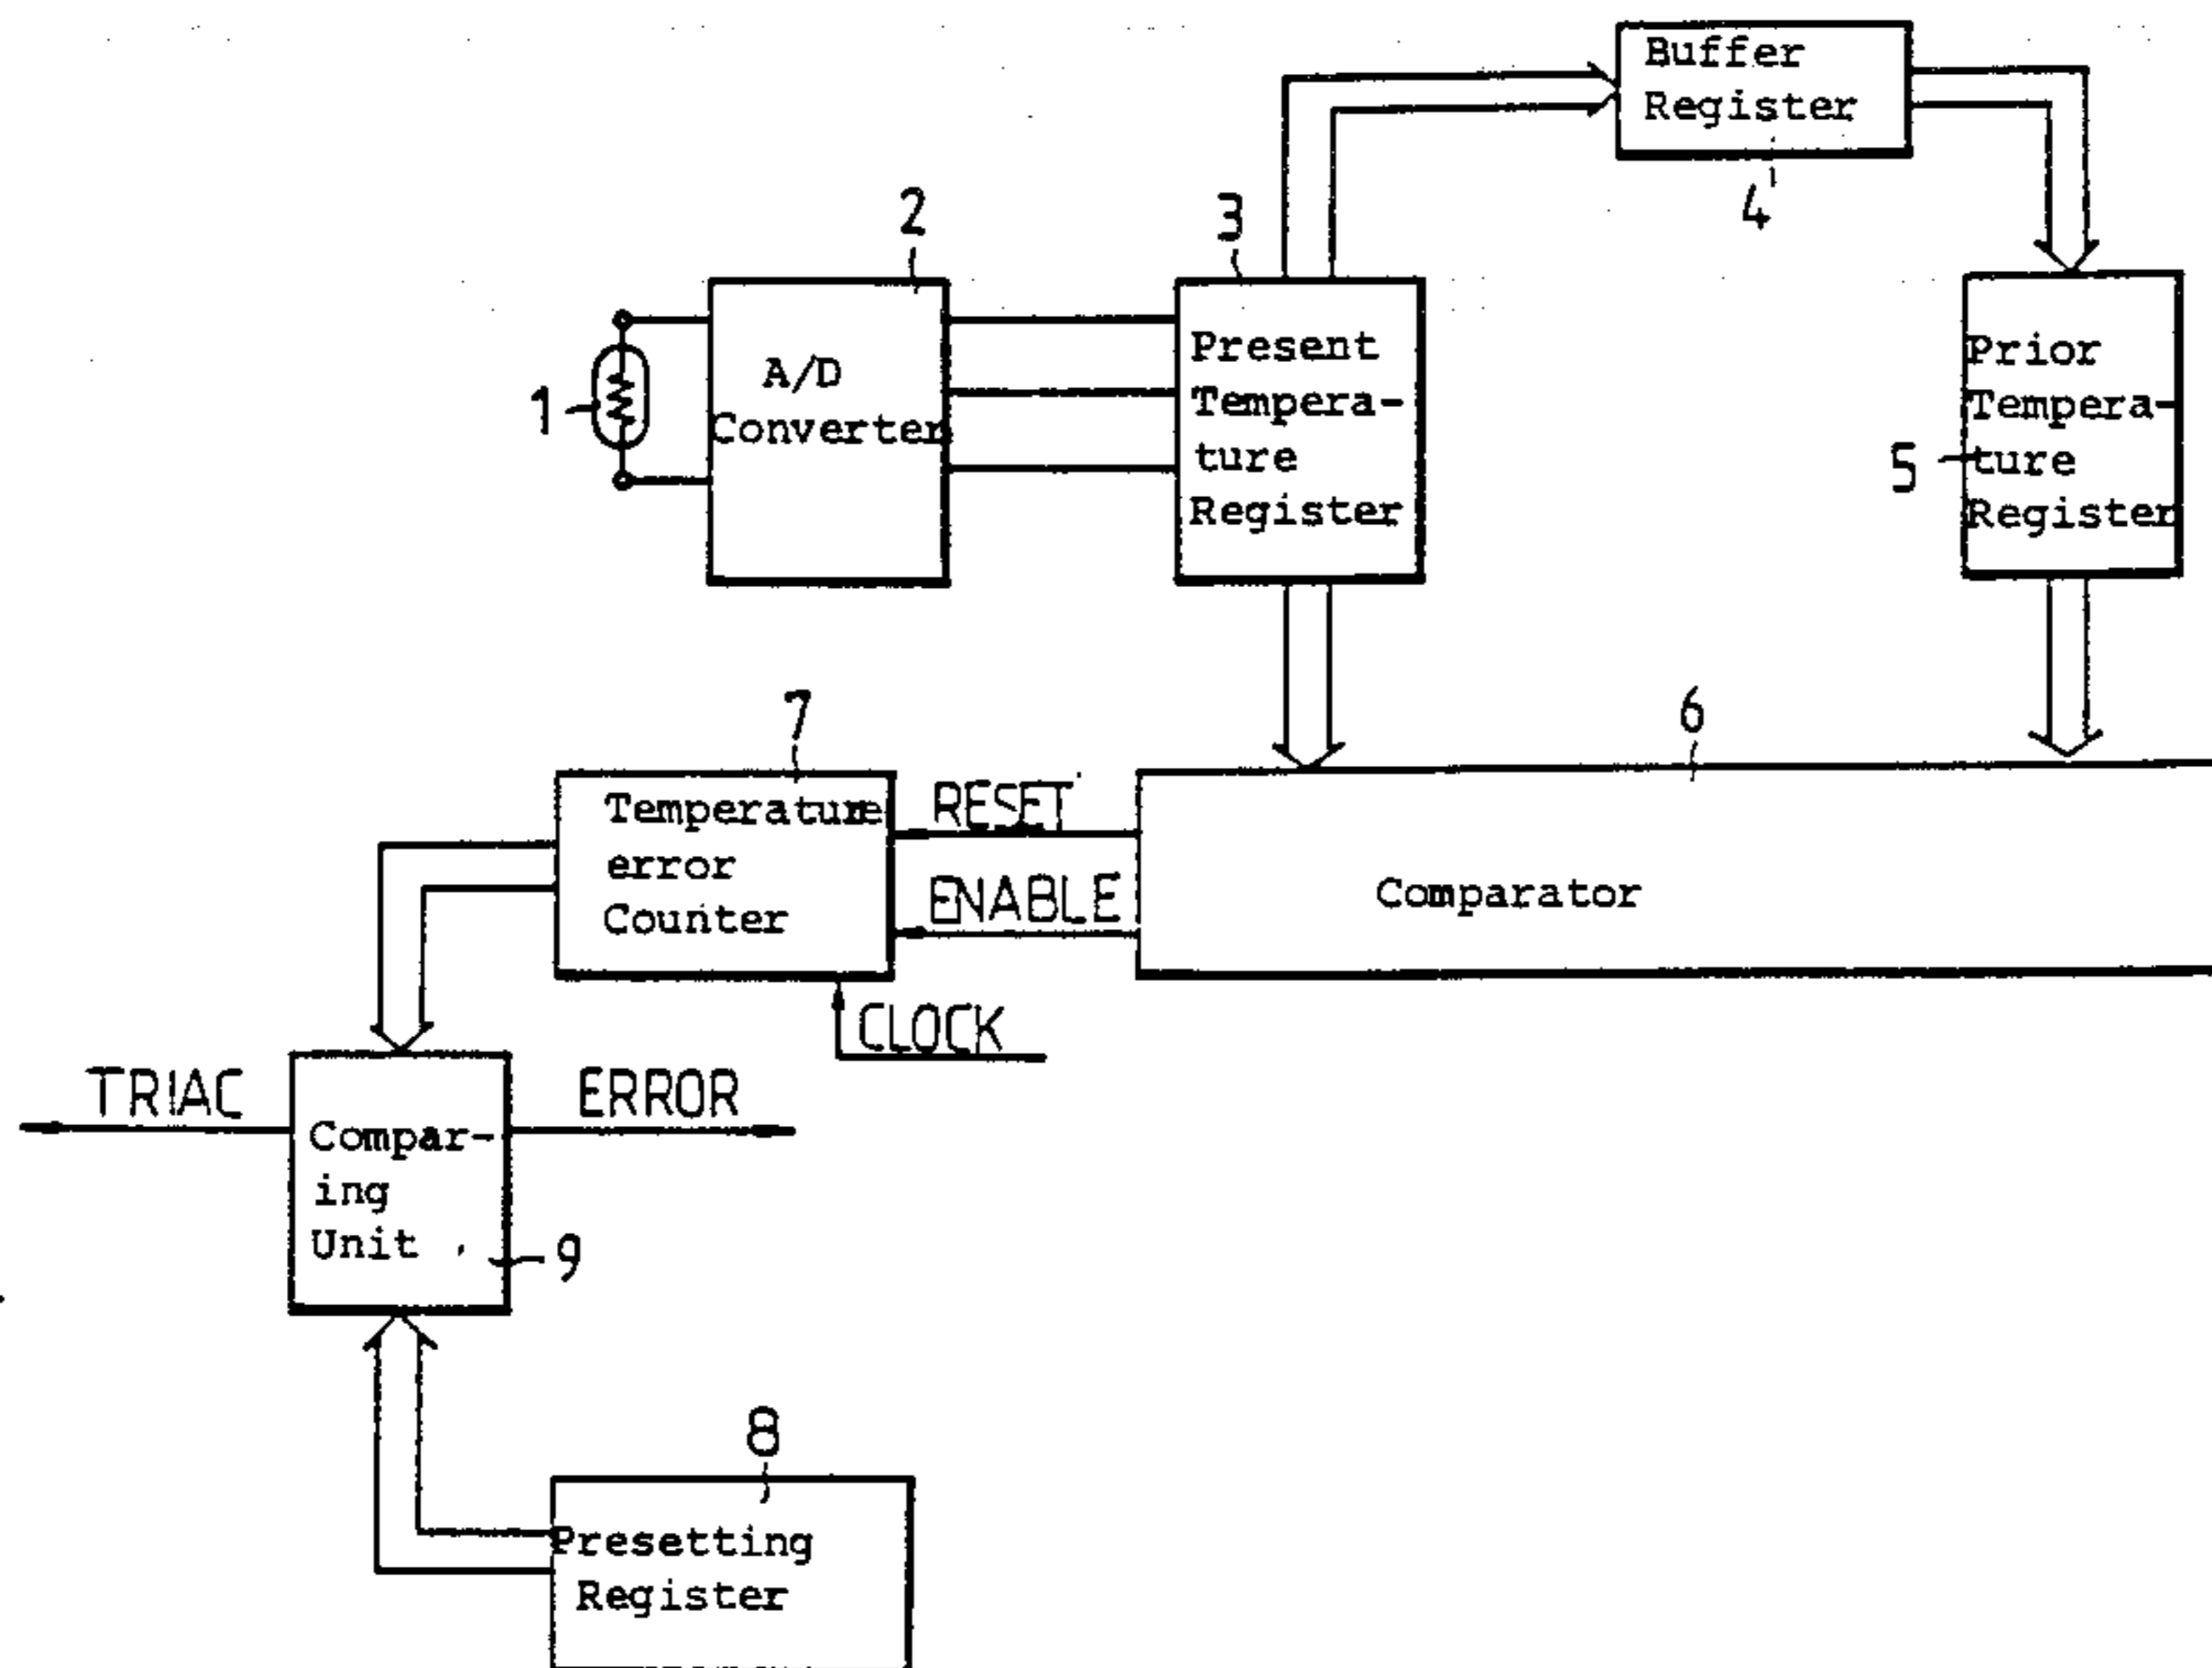 Buffer
Register
4
2
3
A/D
Converter
1
Present
Tempera-
ture
Register
Prior
Tempera-
ture
Register
5
6
7
Temperature
error
Counter
RESET
ENABLE
Comparator
CLOCK
TRIAC
ERROR
Compar-
ing
Unit
9
8
Presetting
Register